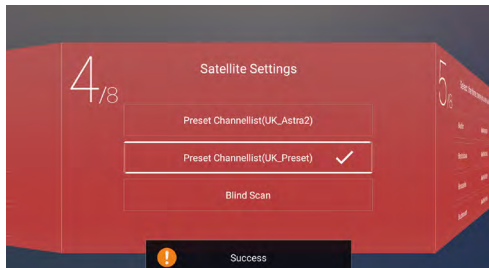 4/8
Satellite Settings
Preset Channellist(UK_Astra2)
Preset Channellist(UK_Preset)
Blind Scan
Success
5/8